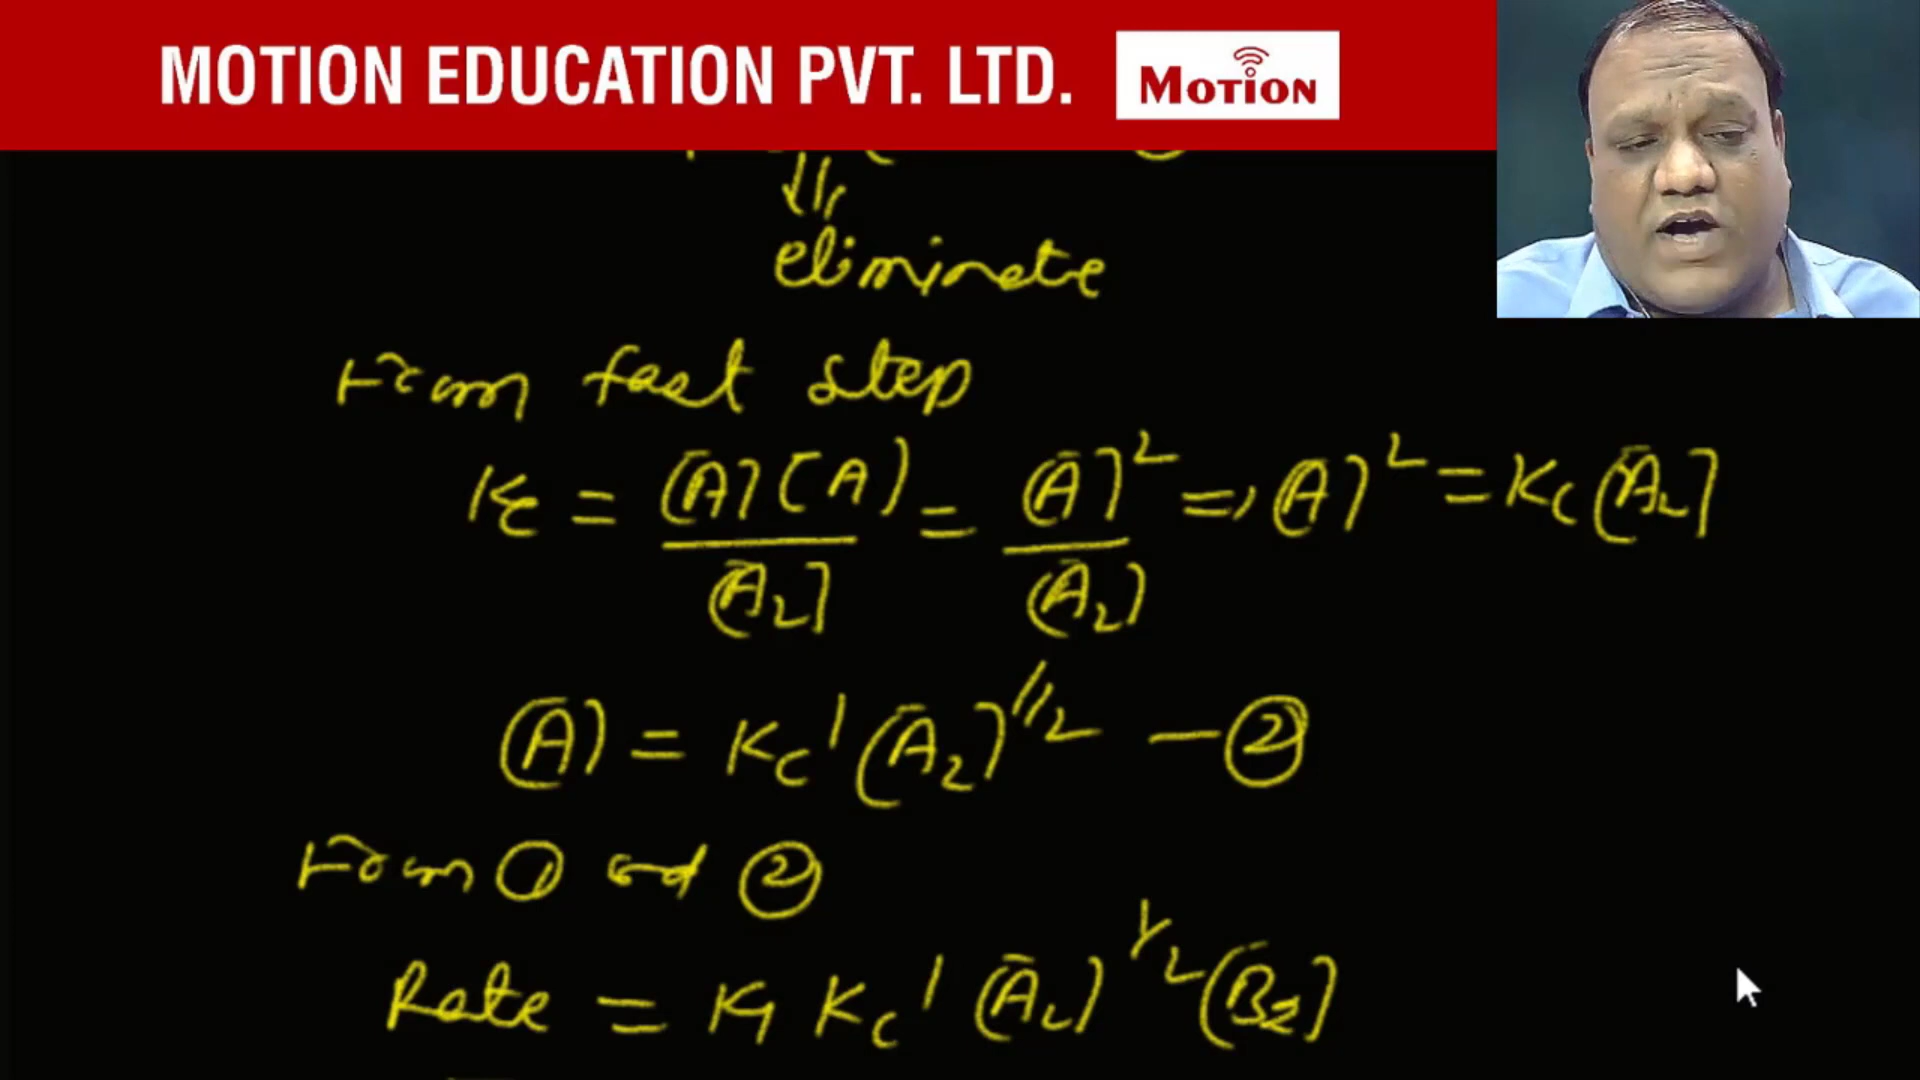 MOTION EDUCATION PVT. LTD.
MOTiON
eliminate
From fast step
Kc = [A][A] / [A2] = [A]^2 / [A2] => [A]^2 = Kc [A2]
[A] = Kc' [A2]^1/2 — ②
From ① and ②
Rate = K1 Kc' [A2]^1/2 [B2]